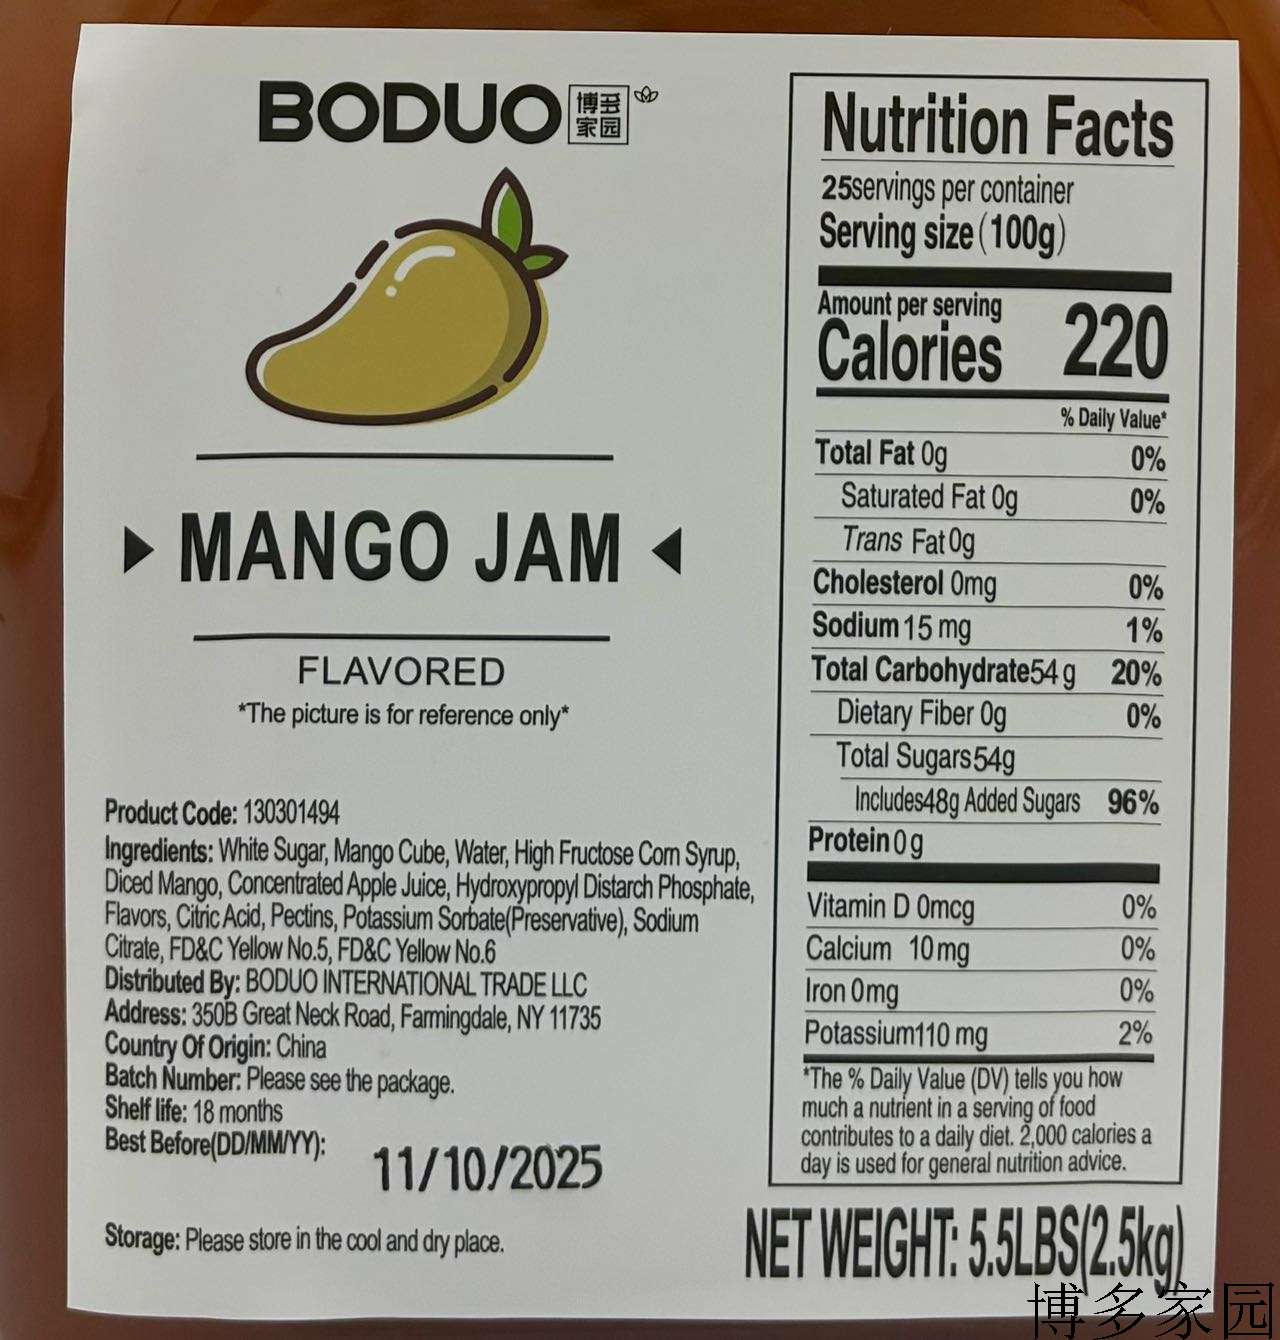 BODUO 博多家园
MANGO JAM
FLAVORED
*The picture is for reference only*
Product Code: 130301494
Ingredients: White Sugar, Mango Cube, Water, High Fructose Corn Syrup,
Diced Mango, Concentrated Apple Juice, Hydroxypropyl Distarch Phosphate,
Flavors, Citric Acid, Pectins, Potassium Sorbate(Preservative), Sodium
Citrate, FD&C Yellow No.5, FD&C Yellow No.6
Distributed By: BODUO INTERNATIONAL TRADE LLC
Address: 350B Great Neck Road, Farmingdale, NY 11735
Country Of Origin: China
Batch Number: Please see the package.
Shelf life: 18 months
Best Before(DD/MM/YY):
11/10/2025
Storage: Please store in the cool and dry place.
Nutrition Facts
25servings per container
Serving size (100g)
Amount per serving
Calories 220
% Daily Value*
Total Fat 0g 0%
Saturated Fat 0g 0%
Trans Fat 0g
Cholesterol 0mg 0%
Sodium 15 mg 1%
Total Carbohydrate54 g 20%
Dietary Fiber 0g 0%
Total Sugars54g
Includes48g Added Sugars 96%
Protein 0 g
Vitamin D 0mcg 0%
Calcium 10 mg 0%
Iron 0mg 0%
Potassium110 mg 2%
*The % Daily Value (DV) tells you how
much a nutrient in a serving of food
contributes to a daily diet. 2,000 calories a
day is used for general nutrition advice.
NET WEIGHT: 5.5LBS(2.5kg)
博多家园